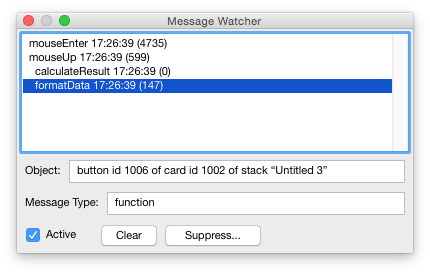 Message Watcher
mouseEnter 17:26:39 (4735)
mouseUp 17:26:39 (599)
calculateResult 17:26:39 (0)
formatData 17:26:39 (147)
Object: button id 1006 of card id 1002 of stack “Untitled 3”
Message Type: function
Active Clear Suppress...